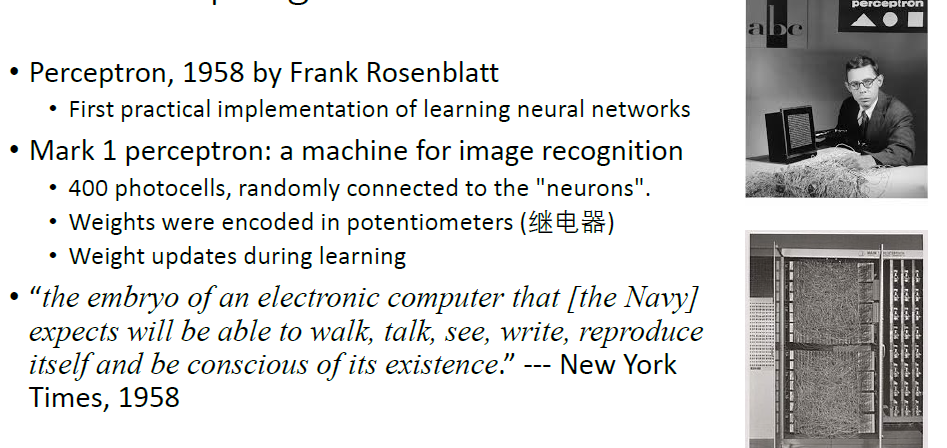 • Perceptron, 1958 by Frank Rosenblatt
• First practical implementation of learning neural networks
• Mark 1 perceptron: a machine for image recognition
• 400 photocells, randomly connected to the "neurons".
• Weights were encoded in potentiometers (继电器)
• Weight updates during learning
• “the embryo of an electronic computer that [the Navy]
expects will be able to walk, talk, see, write, reproduce
itself and be conscious of its existence.” --- New York
Times, 1958
perceptron
abc